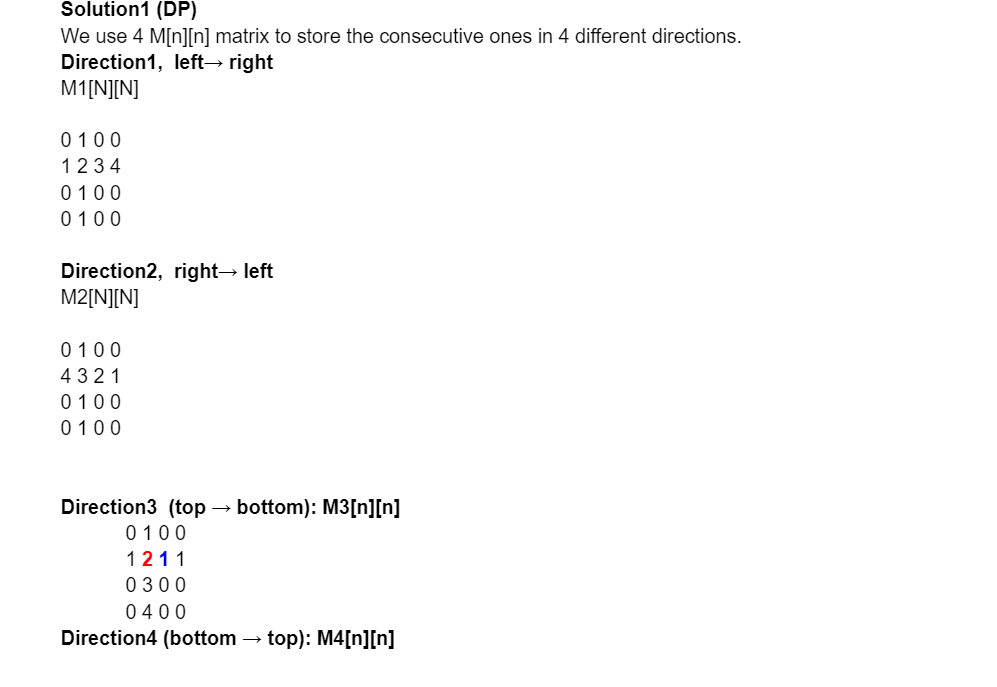 Solution1 (DP)
We use 4 M[n][n] matrix to store the consecutive ones in 4 different directions.
Direction1,  left→ right
M1[N][N]
0 1 0 0
1 2 3 4
0 1 0 0
0 1 0 0
Direction2,  right→ left
M2[N][N]
0 1 0 0
4 3 2 1
0 1 0 0
0 1 0 0
Direction3  (top → bottom): M3[n][n]
0 1 0 0
1 2 1 1
0 3 0 0
0 4 0 0
Direction4 (bottom → top): M4[n][n]